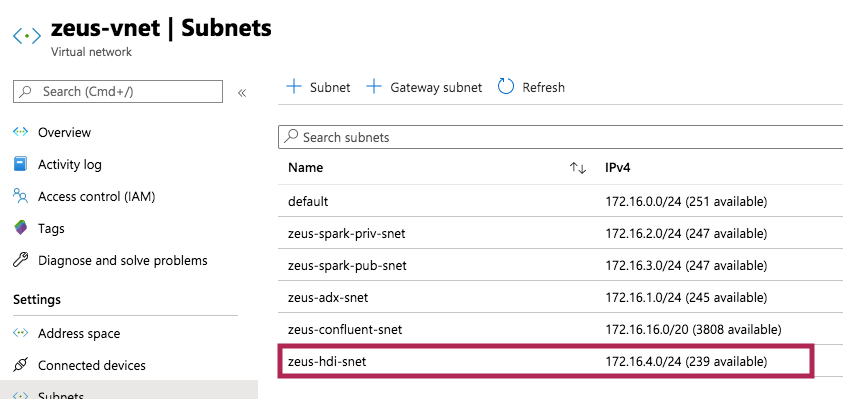 zeus-vnet | Subnets
Virtual network
Search (Cmd+/)
«
Subnet
Gateway subnet
Refresh
Overview
Activity log
Access control (IAM)
Tags
Diagnose and solve problems
Settings
Address space
Connected devices
Subnets
Search subnets
Name ↑↓ IPv4
default 172.16.0.0/24 (251 available)
zeus-spark-priv-snet 172.16.2.0/24 (247 available)
zeus-spark-pub-snet 172.16.3.0/24 (247 available)
zeus-adx-snet 172.16.1.0/24 (245 available)
zeus-confluent-snet 172.16.16.0/20 (3808 available)
zeus-hdi-snet 172.16.4.0/24 (239 available)